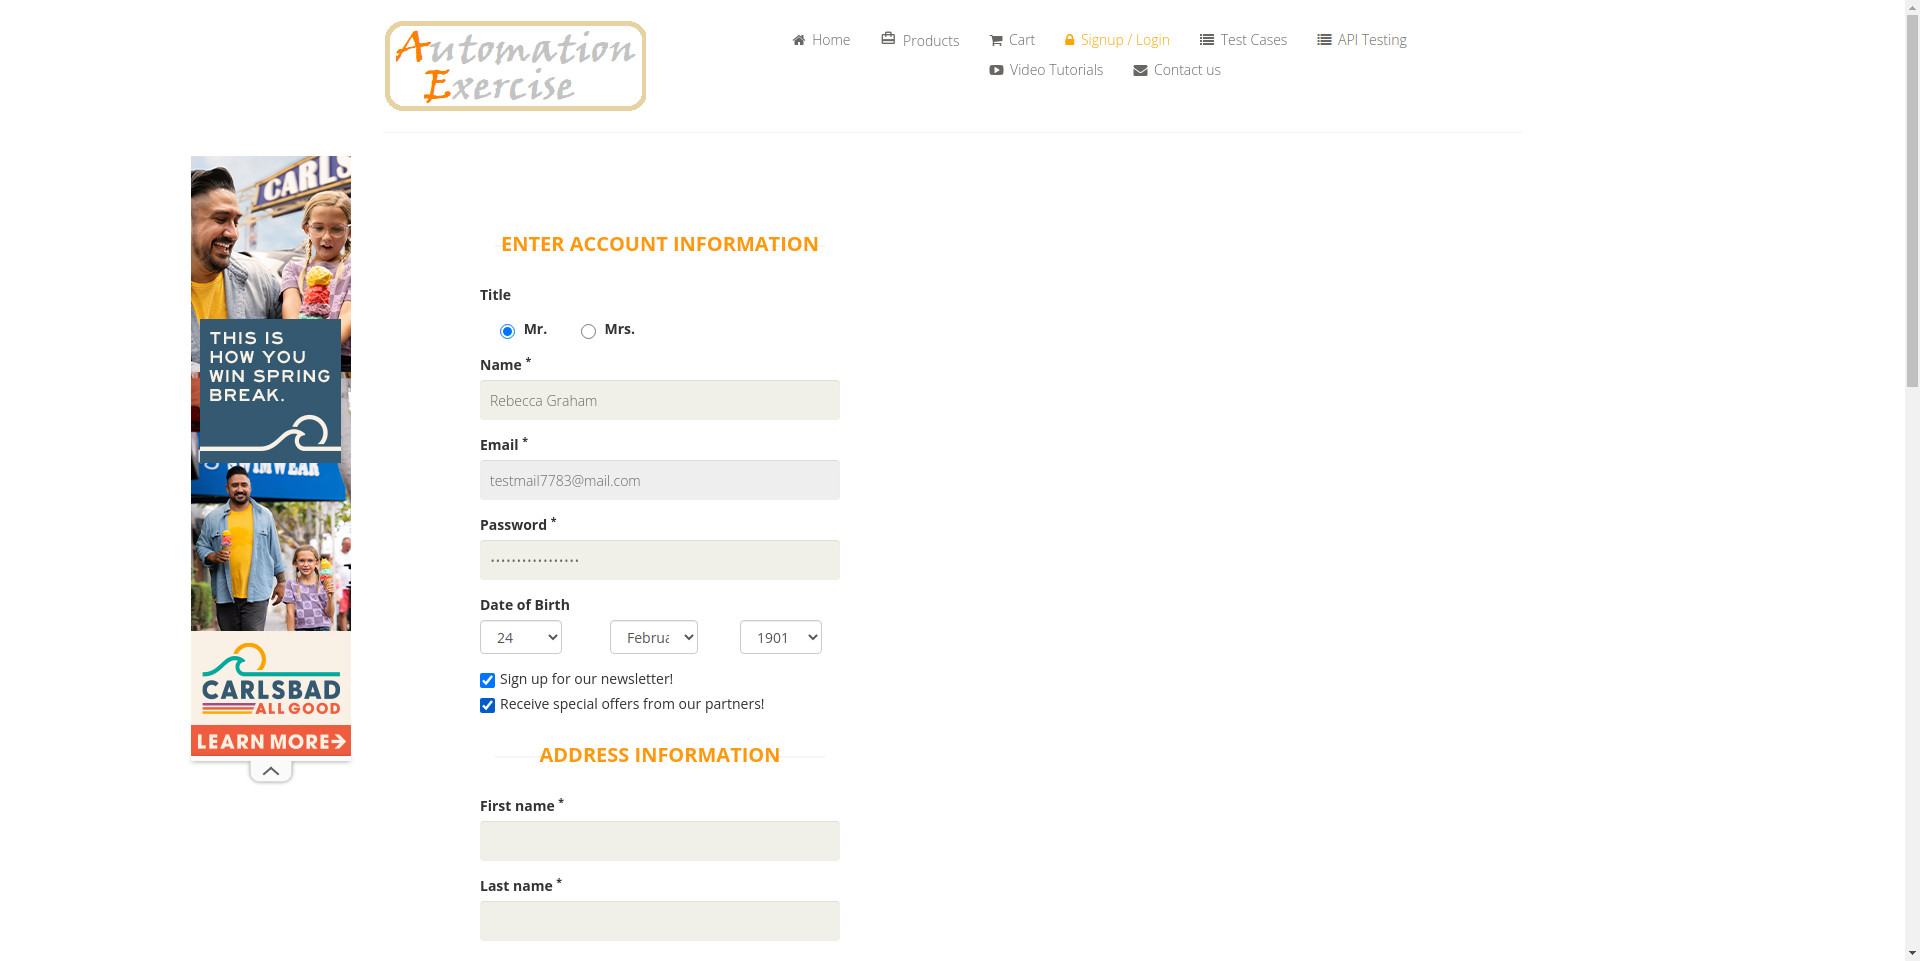 Automation
Exercise
Home
Products
Cart
Signup / Login
Test Cases
API Testing
Video Tutorials
Contact us
CARLS
THIS IS
HOW YOU
WIN SPRING
BREAK.
SWIMWEAR
CARLSBAD
ALL GOOD
LEARN MORE→
ENTER ACCOUNT INFORMATION
Title
Mr.
Mrs.
Name *
Rebecca Graham
Email *
testmail7783@mail.com
Password *
•••••••••••••••••
Date of Birth
24
Februa
1901
Sign up for our newsletter!
Receive special offers from our partners!
ADDRESS INFORMATION
First name *
Last name *